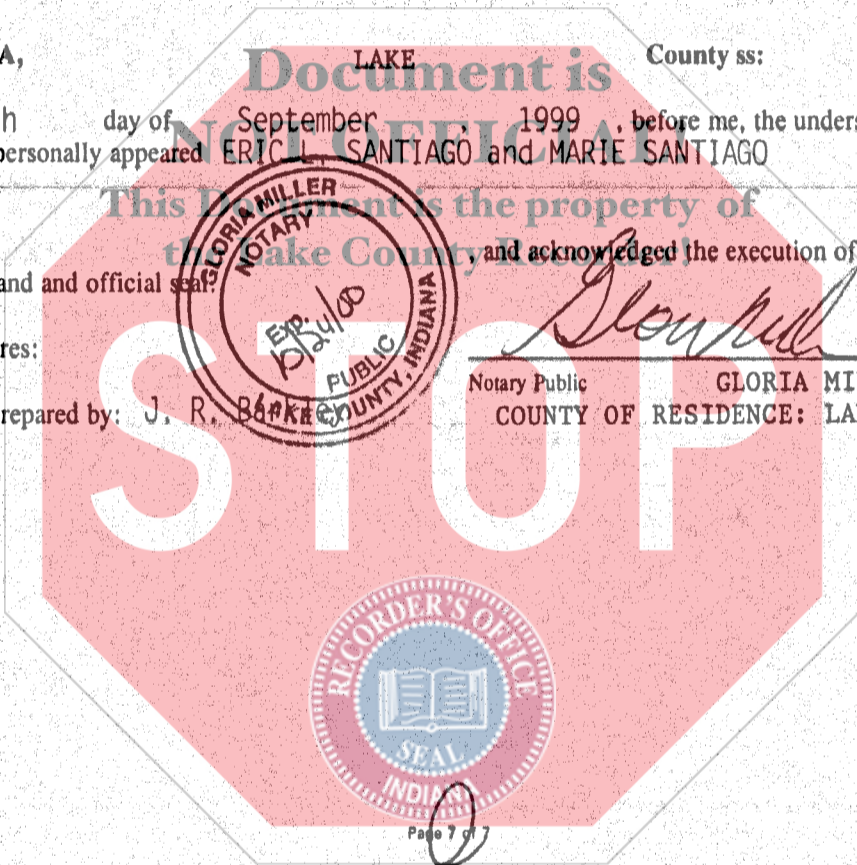 A, LAKE County ss:
Document is
h day of September , 1999 , before me, the unders
NOT OFFICIAL
personally appeared ERIC L. SANTIAGO and MARIE SANTIAGO
This Document is the property of
the Lake County Recorder!
, and acknowledged the execution of
and and official seal.
GLORIA MILLER
NOTARY
Exp.
PUBLIC
LAKE COUNTY, INDIANA
res:
Notary Public GLORIA MI
repared by: J. R.
COUNTY OF RESIDENCE: LA
STOP
RECORDER'S OFFICE
SEAL
INDIANA
Page 7 of 7